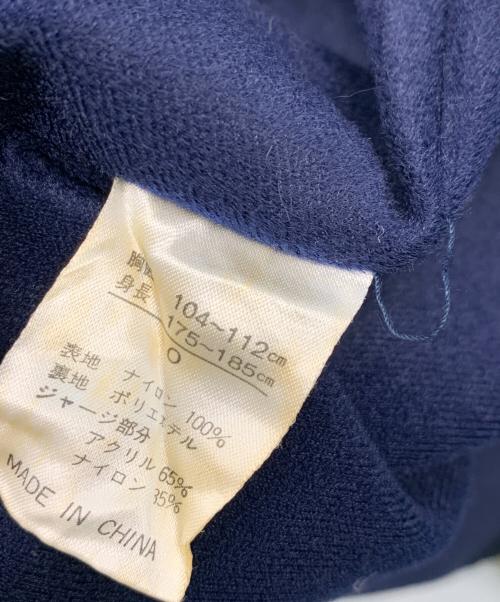 胸囲 104~112cm
身長 175~185cm
O
表地 ナイロン 100%
裏地 ポリエステル
ジャージ部分
アクリル 65%
ナイロン 35%
MADE IN CHINA